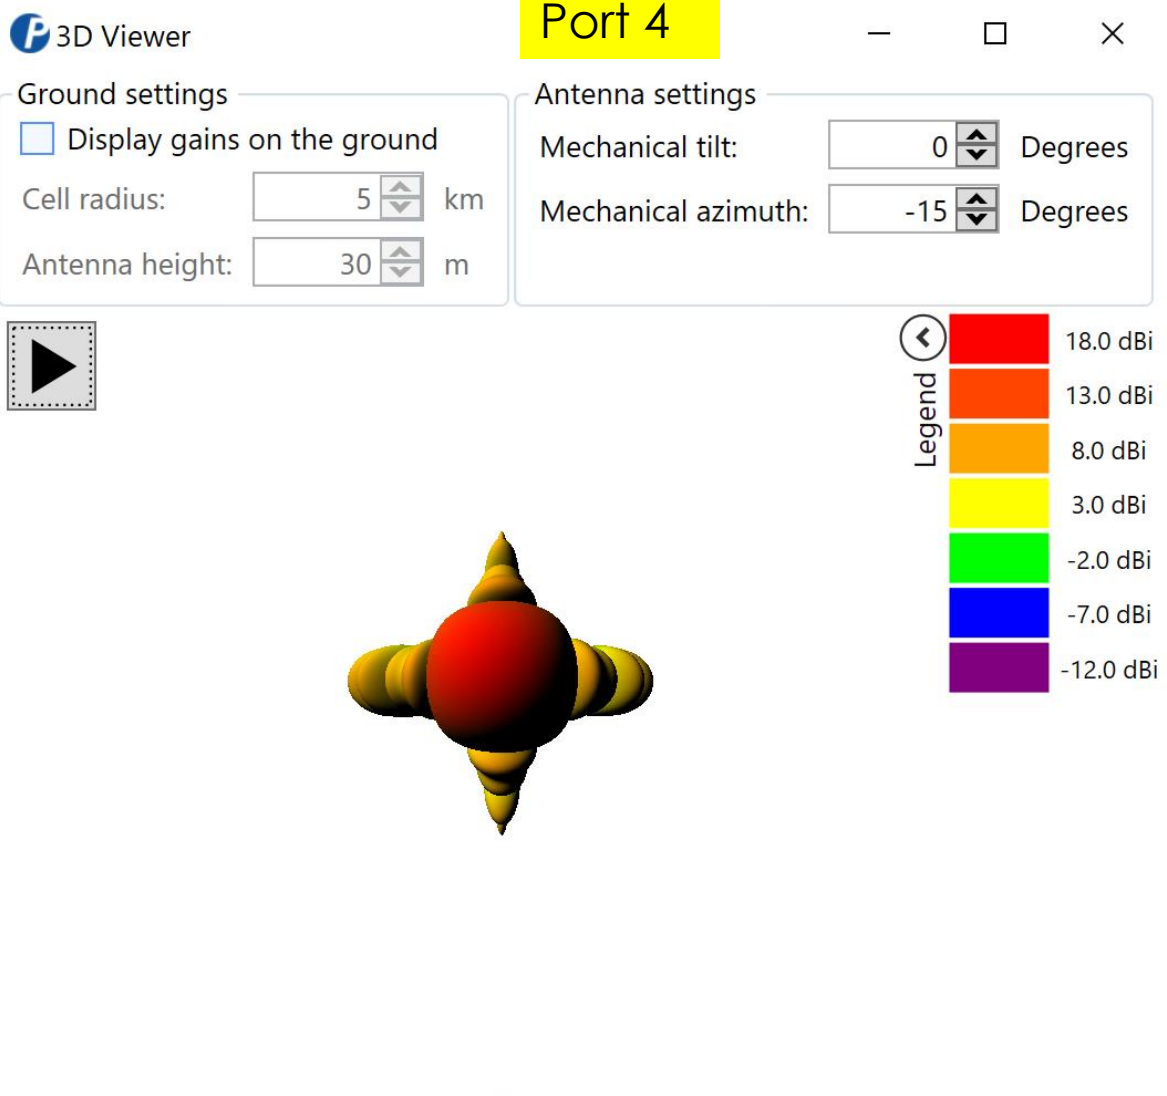 Port 4
3D Viewer
Ground settings
Display gains on the ground
Cell radius: 5 km
Antenna height: 30 m
Antenna settings
Mechanical tilt: 0 Degrees
Mechanical azimuth: -15 Degrees
Legend
18.0 dBi
13.0 dBi
8.0 dBi
3.0 dBi
-2.0 dBi
-7.0 dBi
-12.0 dBi